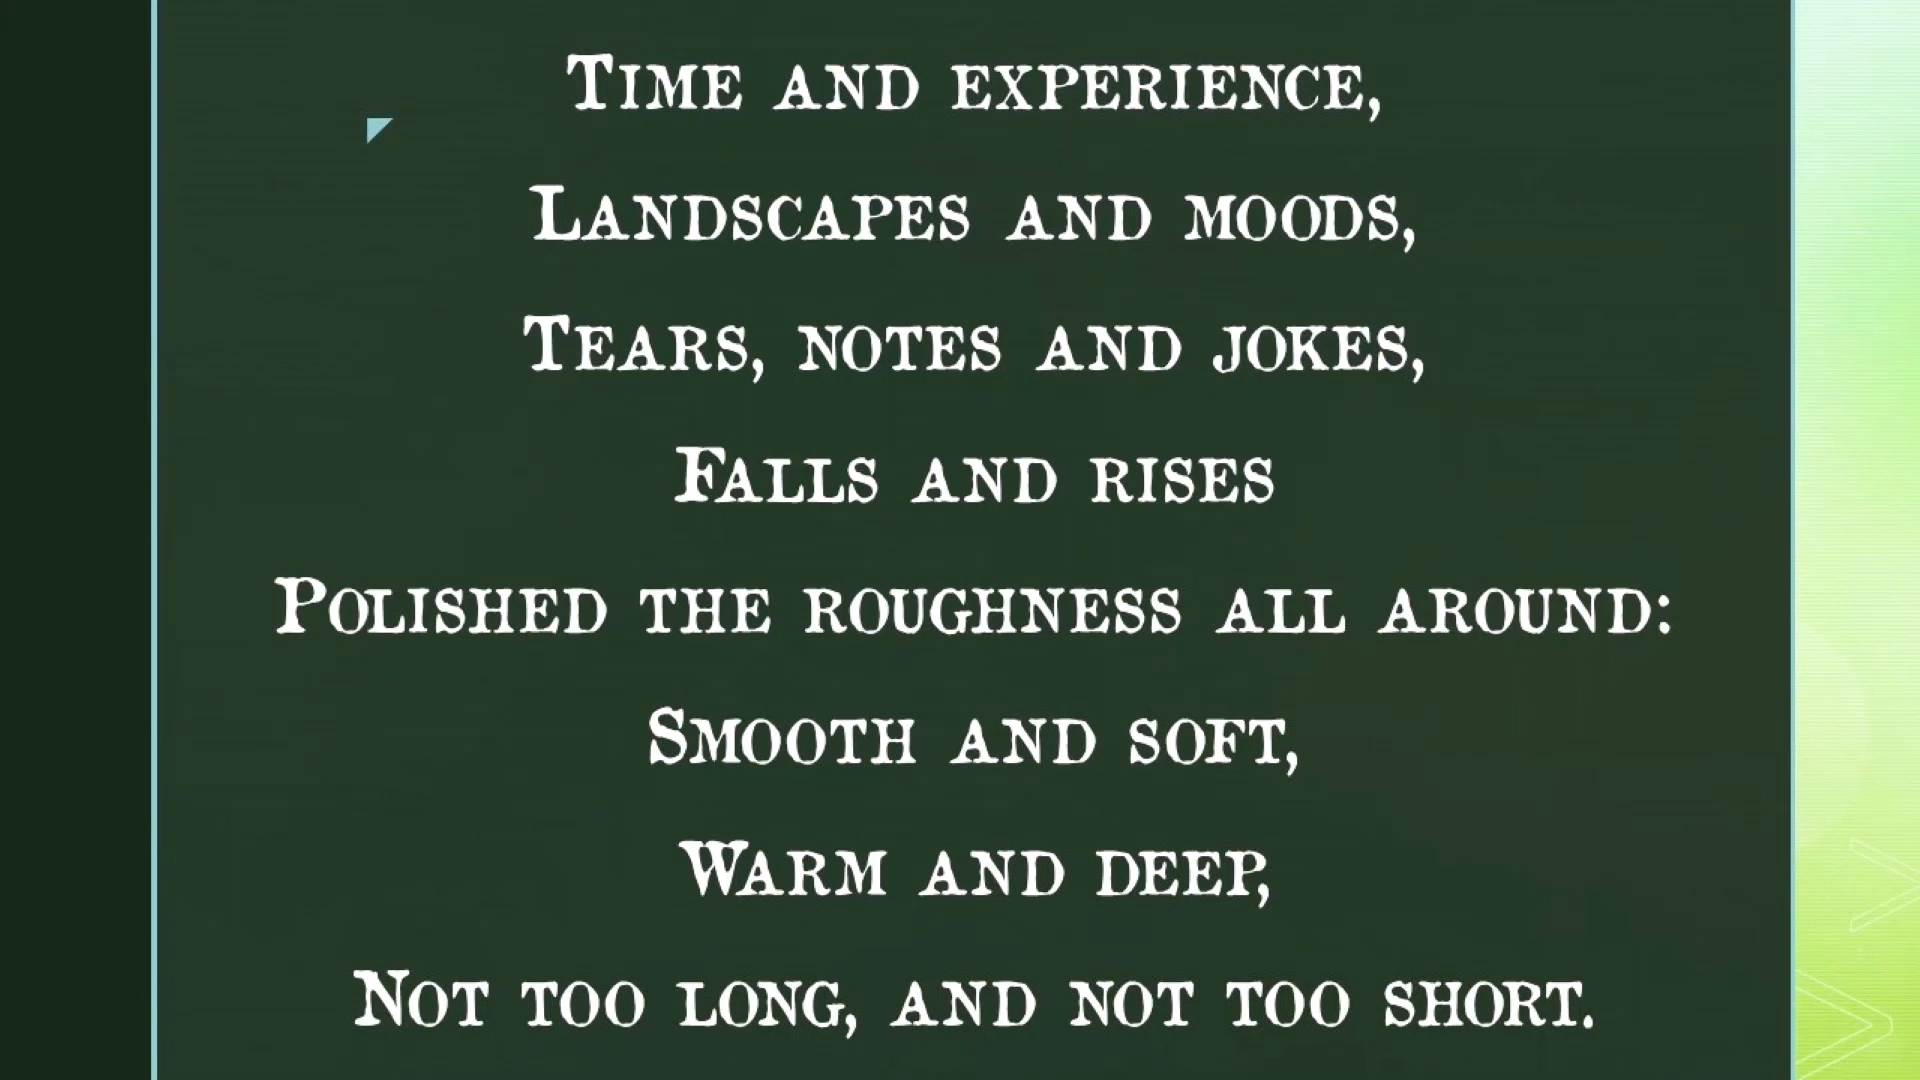 Time and experience,
Landscapes and moods,
Tears, notes and jokes,
Falls and rises
Polished the roughness all around:
Smooth and soft,
Warm and deep,
Not too long, and not too short.